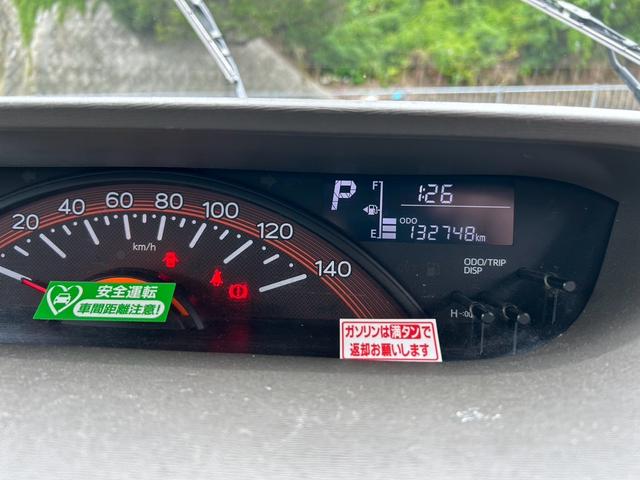 20 40 60 80 100 120 140
km/h
P
F
1:26
ODO
E 132748km
ODO/TRIP
DISP
H :00
安全運転
車間距離注意!
ガソリンは満タンで
返却お願いします